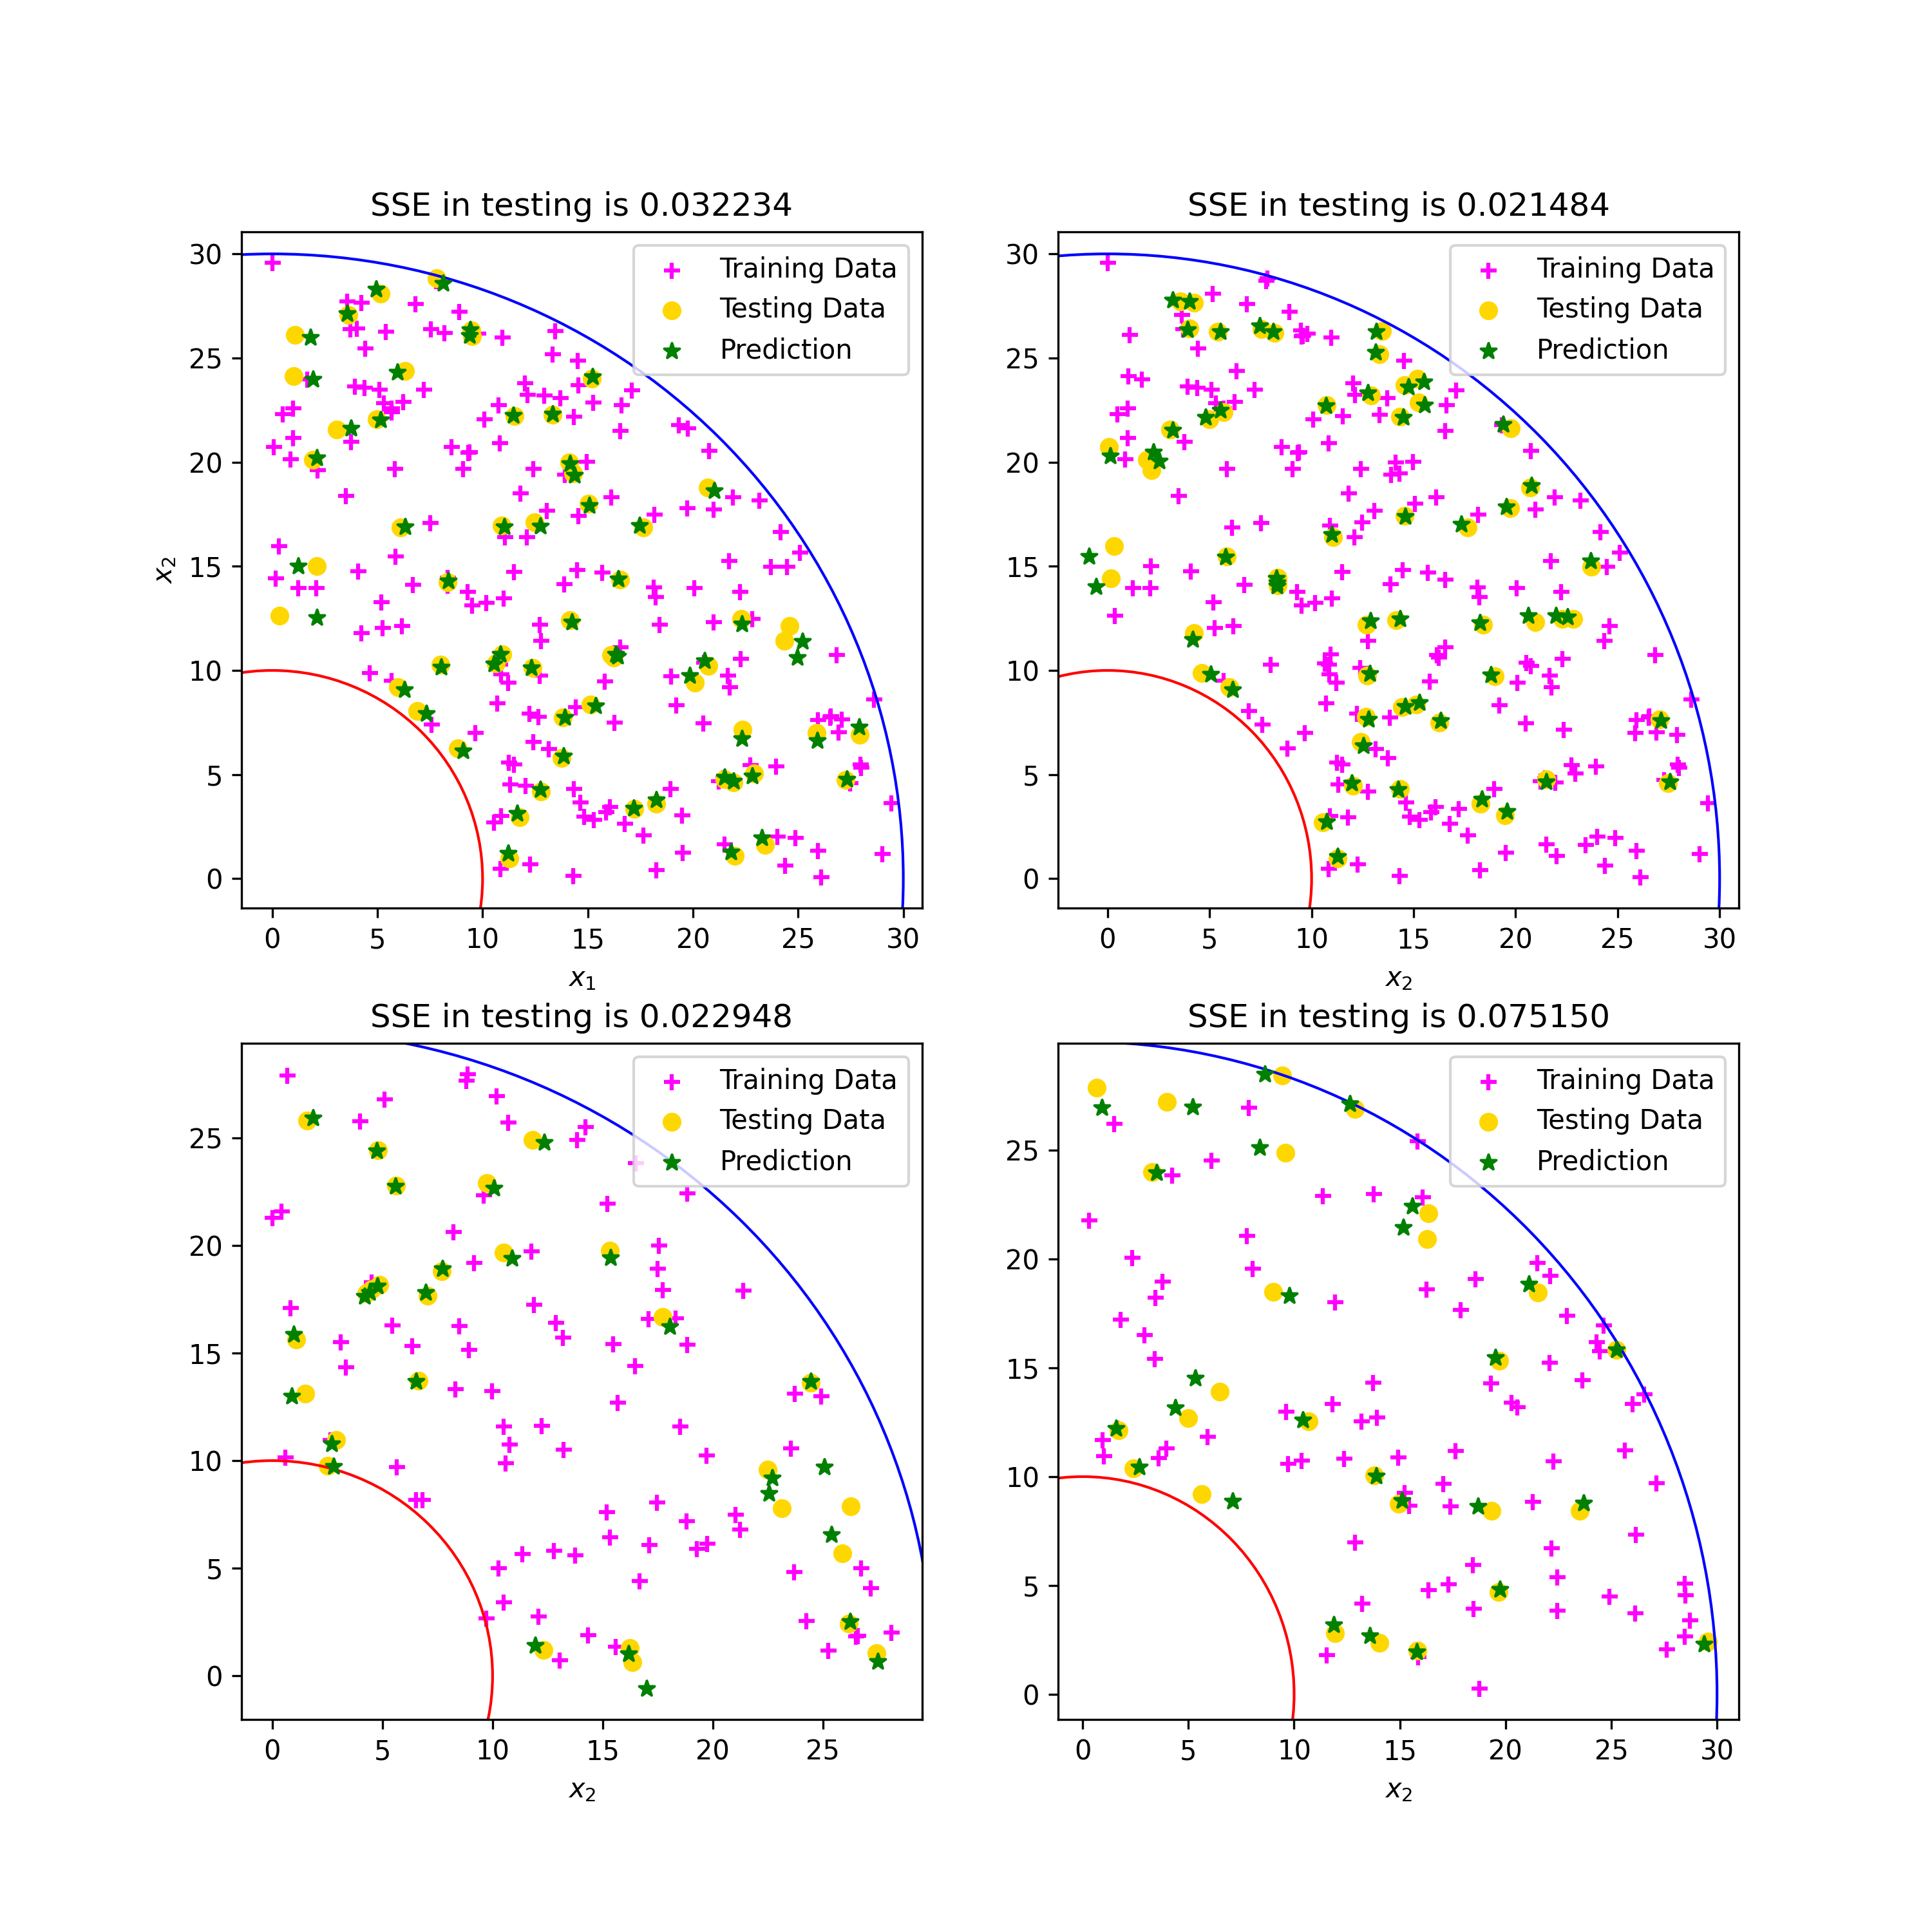 SSE in testing is 0.032234
30
25
20
15
10
5
0
x₂
0 5 10 15 20 25 30
x₁
Training Data
Testing Data
Prediction
SSE in testing is 0.021484
30
25
20
15
10
5
0
0 5 10 15 20 25 30
x₂
Training Data
Testing Data
Prediction
SSE in testing is 0.022948
25
20
15
10
5
0
0 5 10 15 20 25
x₂
Training Data
Testing Data
Prediction
SSE in testing is 0.075150
25
20
15
10
5
0
0 5 10 15 20 25 30
x₂
Training Data
Testing Data
Prediction